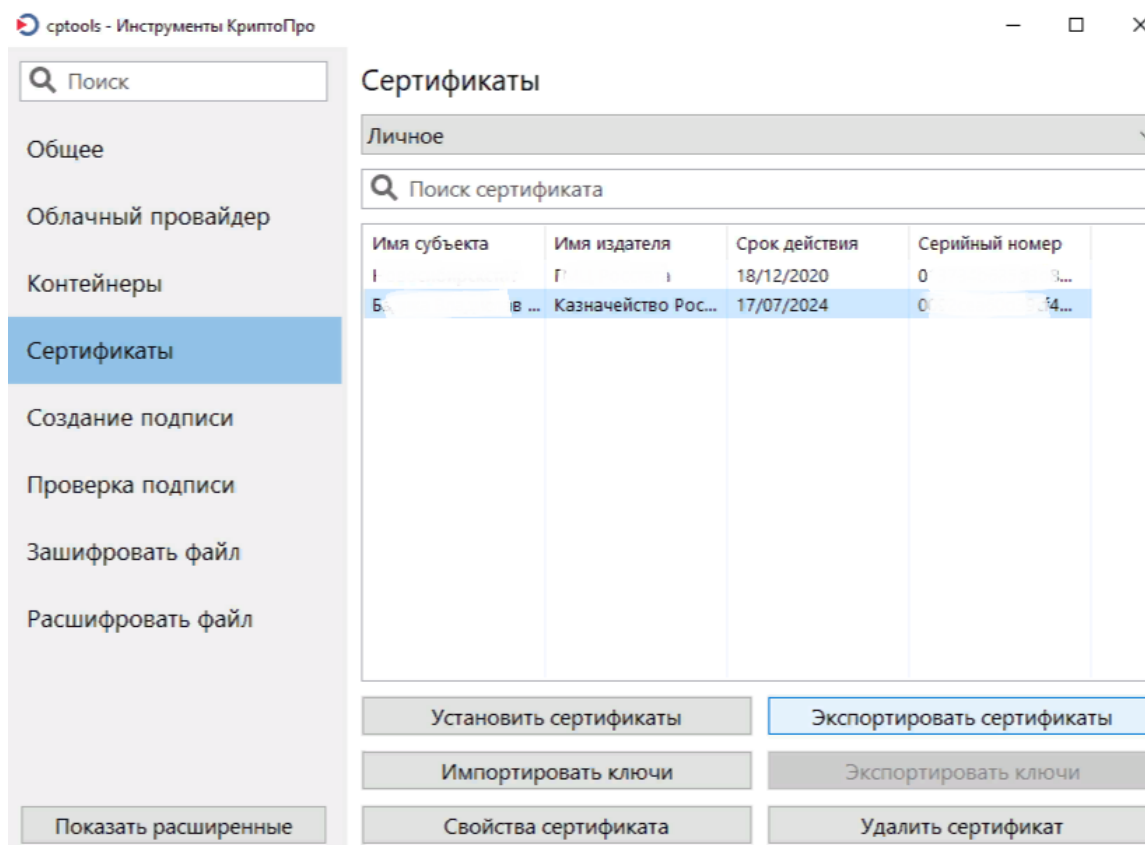 cptools - Инструменты КриптоПро
Поиск
Общее
Облачный провайдер
Контейнеры
Сертификаты
Создание подписи
Проверка подписи
Зашифровать файл
Расшифровать файл
Показать расширенные
Сертификаты
Личное
Поиск сертификата
Имя субъекта Имя издателя Срок действия Серийный номер
18/12/2020
Казначейство Рос... 17/07/2024
Установить сертификаты Экспортировать сертификаты
Импортировать ключи Экспортировать ключи
Свойства сертификата Удалить сертификат